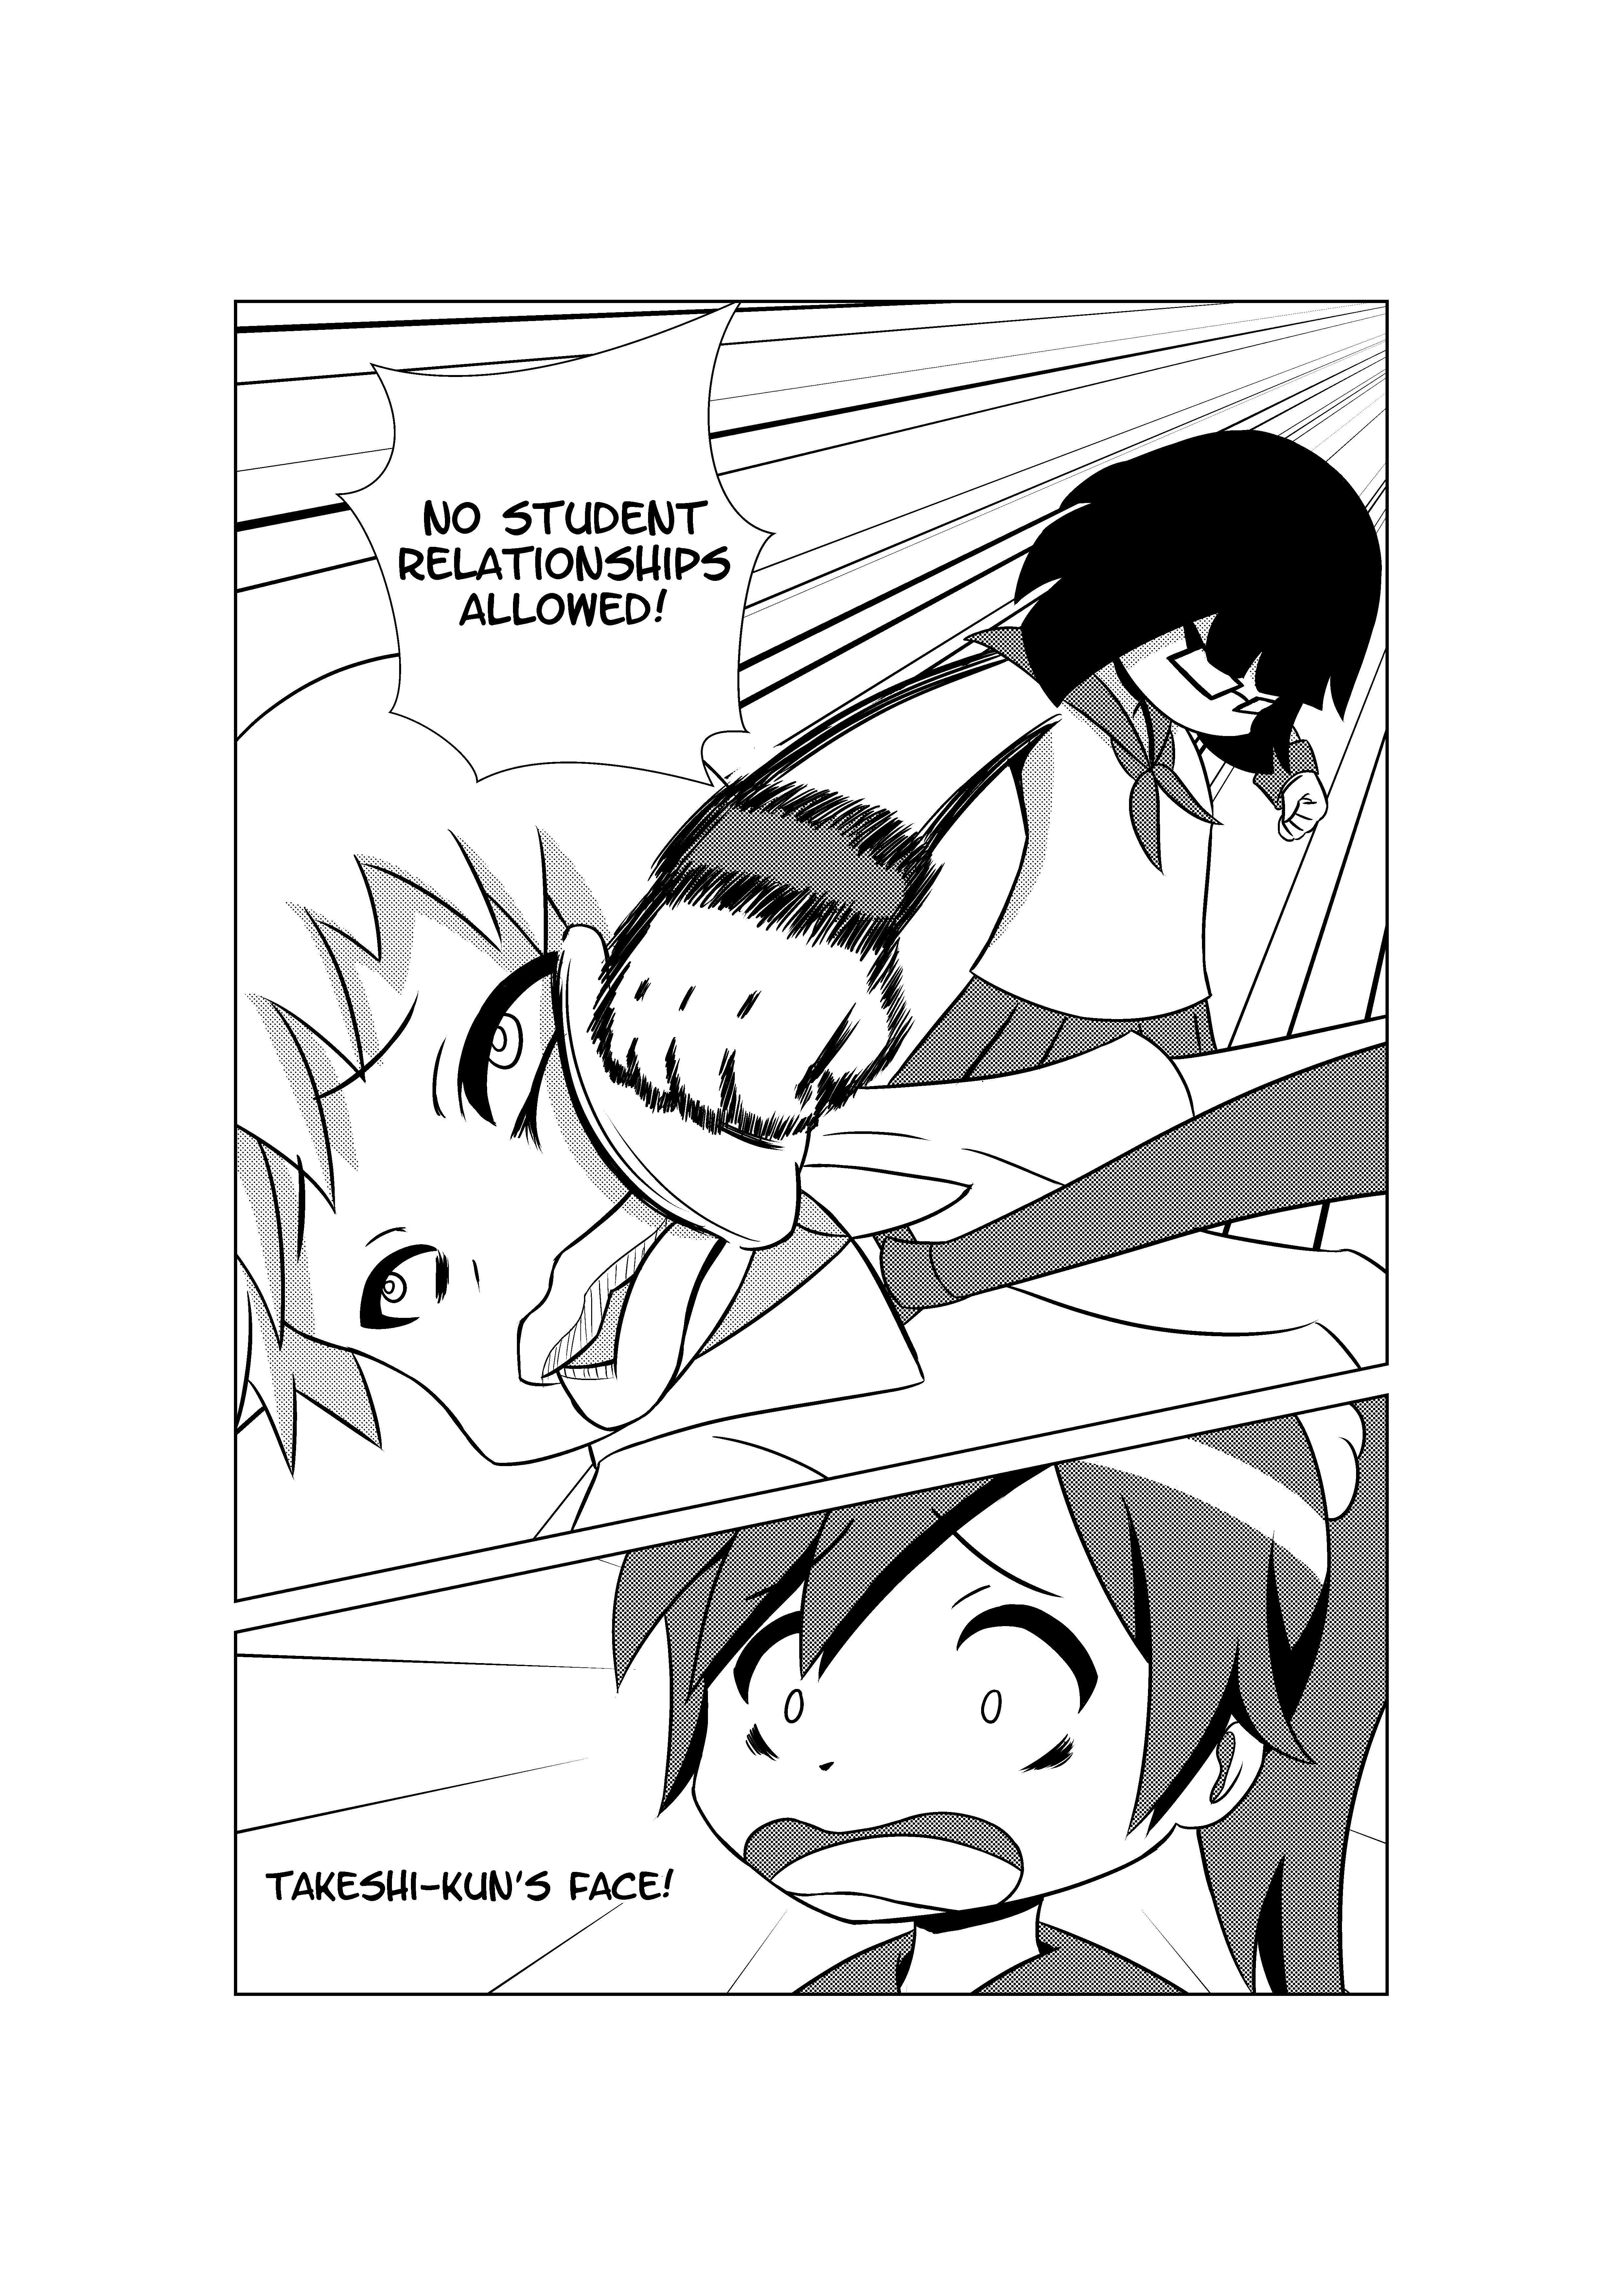 NO STUDENT
RELATIONSHIPS
ALLOWED!
TAKESHI-KUN'S FACE!